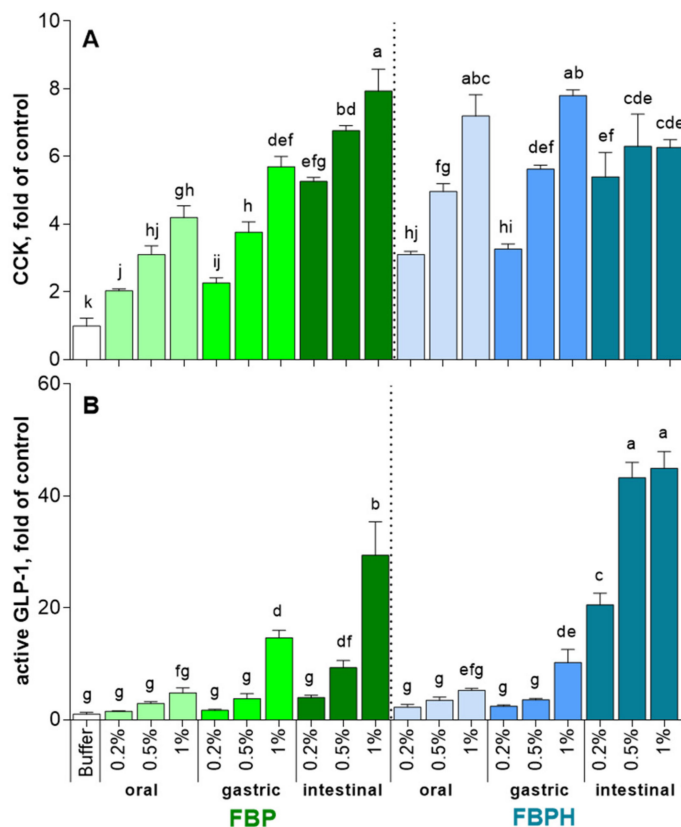 A
CCK, fold of control
10
8
6
4
2
0
k
j
hj
gh
ij
h
def
efg
bd
a
hj
fg
abc
hi
def
ab
ef
cde
cde
B
active GLP-1, fold of control
60
40
20
0
g
g
g
fg
g
g
d
g
df
b
g
g
efg
g
g
de
c
a
a
Buffer 0.2% 0.5% 1% 0.2% 0.5% 1% 0.2% 0.5% 1% 0.2% 0.5% 1% 0.2% 0.5% 1% 0.2% 0.5% 1%
oral gastric intestinal oral gastric intestinal
FBP FBPH